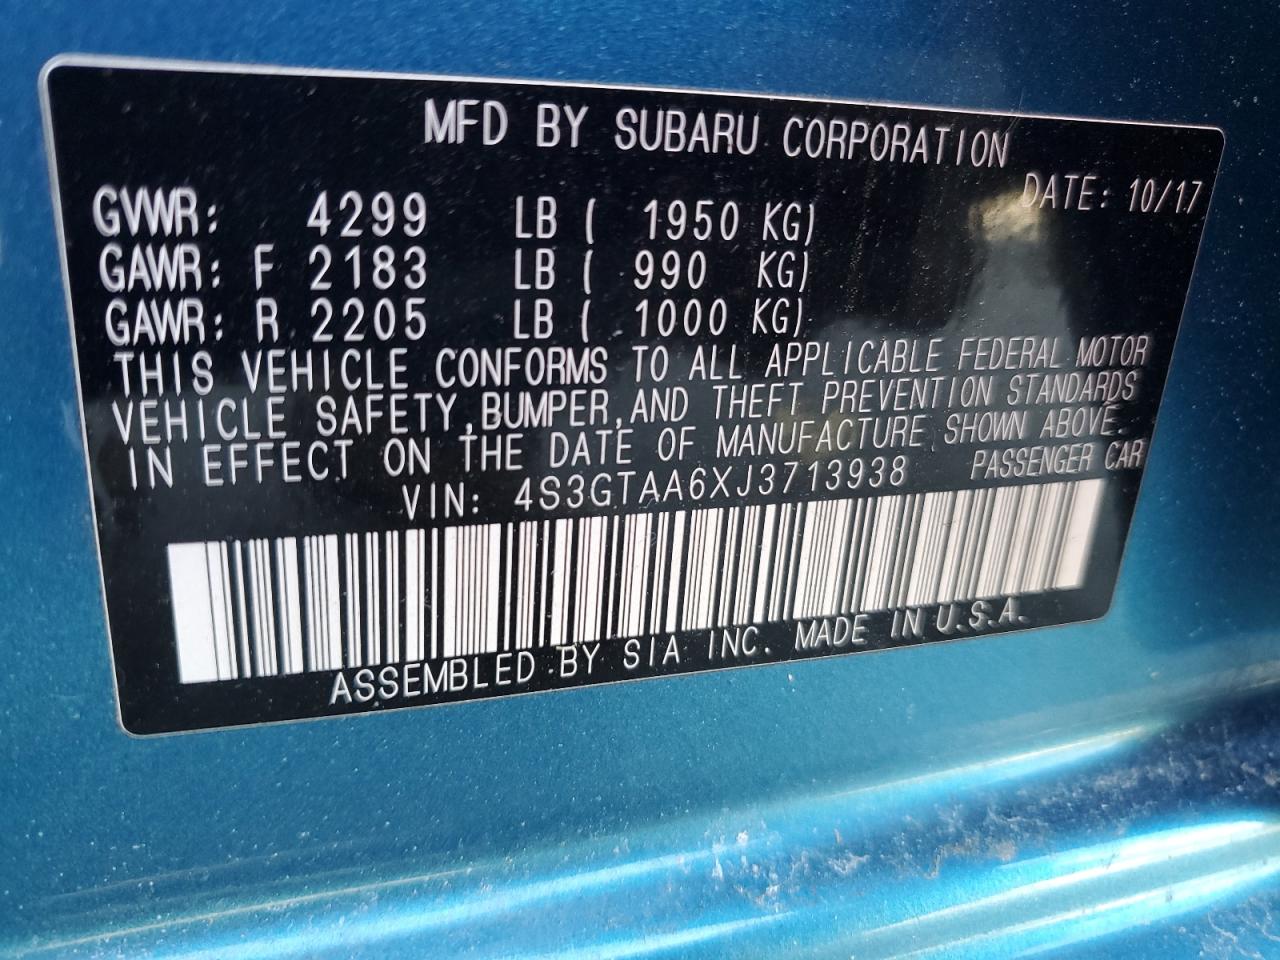 MFD BY SUBARU CORPORATION
DATE: 10/17
GVWR: 4299 LB ( 1950 KG)
GAWR: F 2183 LB ( 990 KG)
GAWR: R 2205 LB ( 1000 KG)
THIS VEHICLE CONFORMS TO ALL APPLICABLE FEDERAL MOTOR
VEHICLE SAFETY,BUMPER,AND THEFT PREVENTION STANDARDS
IN EFFECT ON THE DATE OF MANUFACTURE SHOWN ABOVE.
VIN: 4S3GTAA6XJ3713938 PASSENGER CAR
ASSEMBLED BY SIA INC. MADE IN U.S.A.